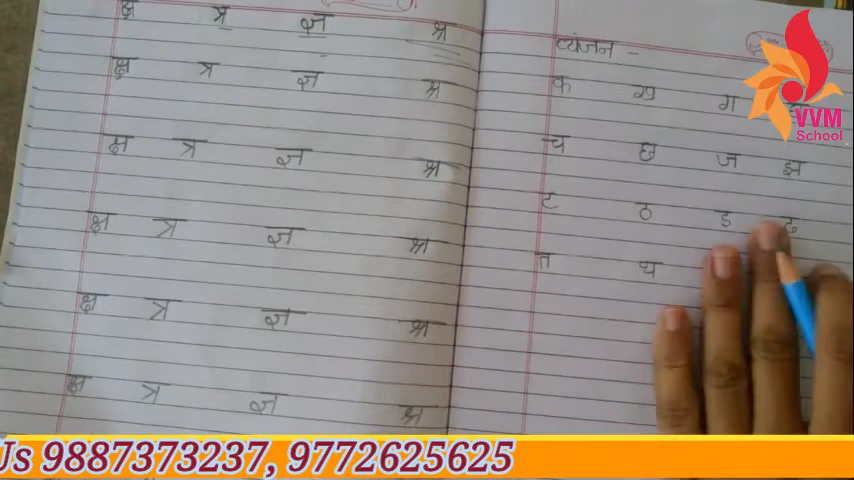 क्ष त्र ज्ञ श्र
क्ष त्र ज्ञ श्र
क्ष त्र ज्ञ श्र
क्ष त्र ज्ञ श्र
क्ष त्र ज्ञ श्र
क्ष त्र ज्ञ श्र
व्यंजन -
क ख ग
च छ ज झ
ट ठ ड ढ
त थ
VVM
School
Us 9887373237, 9772625625